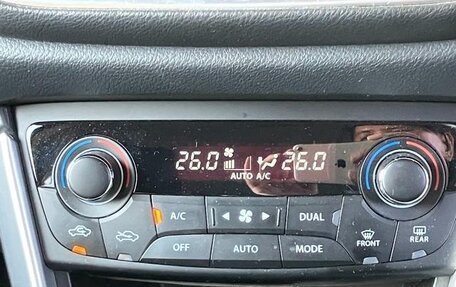 26.0 26.0
AUTO A/C
A/C DUAL
OFF AUTO MODE FRONT REAR